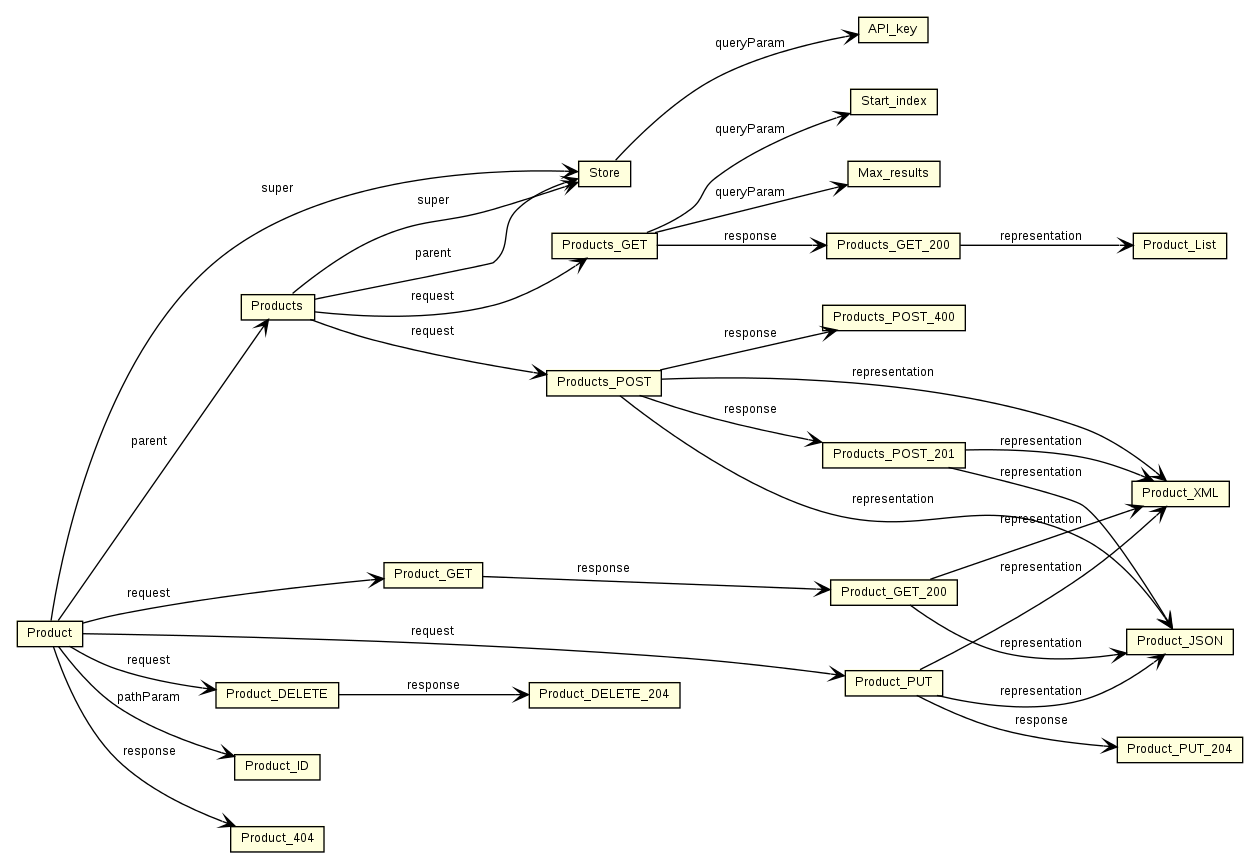 API_key
queryParam
Start_index
queryParam
Store
Max_results
super
queryParam
super
Products_GET
response
Products_GET_200
representation
Product_List
parent
request
Products
Products_POST_400
request
response
Products_POST
representation
response
parent
Products_POST_201
representation
representation
Product_XML
representation
representation
Product_GET
response
representation
request
Product_GET_200
Product
request
Product_JSON
representation
request
Product_PUT
response
Product_DELETE
Product_DELETE_204
representation
pathParam
response
response
Product_PUT_204
Product_ID
Product_404